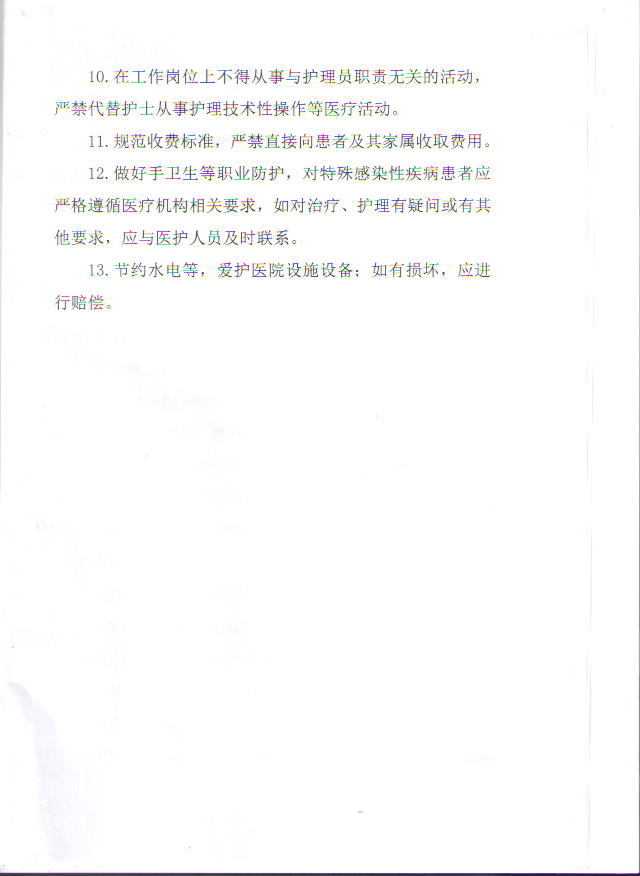 10.在工作岗位上不得从事与护理员职责无关的活动，
严禁代替护士从事护理技术性操作等医疗活动。
11.规范收费标准，严禁直接向患者及其家属收取费用。
12.做好手卫生等职业防护，对特殊感染性疾病患者应
严格遵循医疗机构相关要求，如对治疗、护理有疑问或有其
他要求，应与医护人员及时联系。
13.节约水电等，爱护医院设施设备；如有损坏，应进
行赔偿。